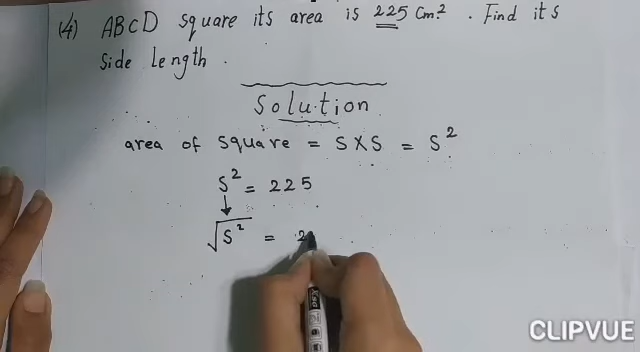 (4) ABCD square its area is 225 Cm². Find its
side length.
Solution
area of square = S×S = S²
S² = 225
√S² = 2
CLIPVUE